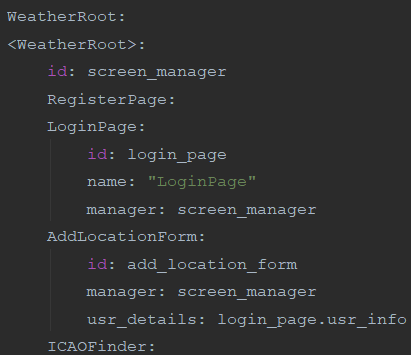 WeatherRoot:
<WeatherRoot>:
    id: screen_manager
    RegisterPage:
    LoginPage:
        id: login_page
        name: "LoginPage"
        manager: screen_manager
    AddLocationForm:
        id: add_location_form
        manager: screen_manager
        usr_details: login_page.usr_info
    ICAOFinder: